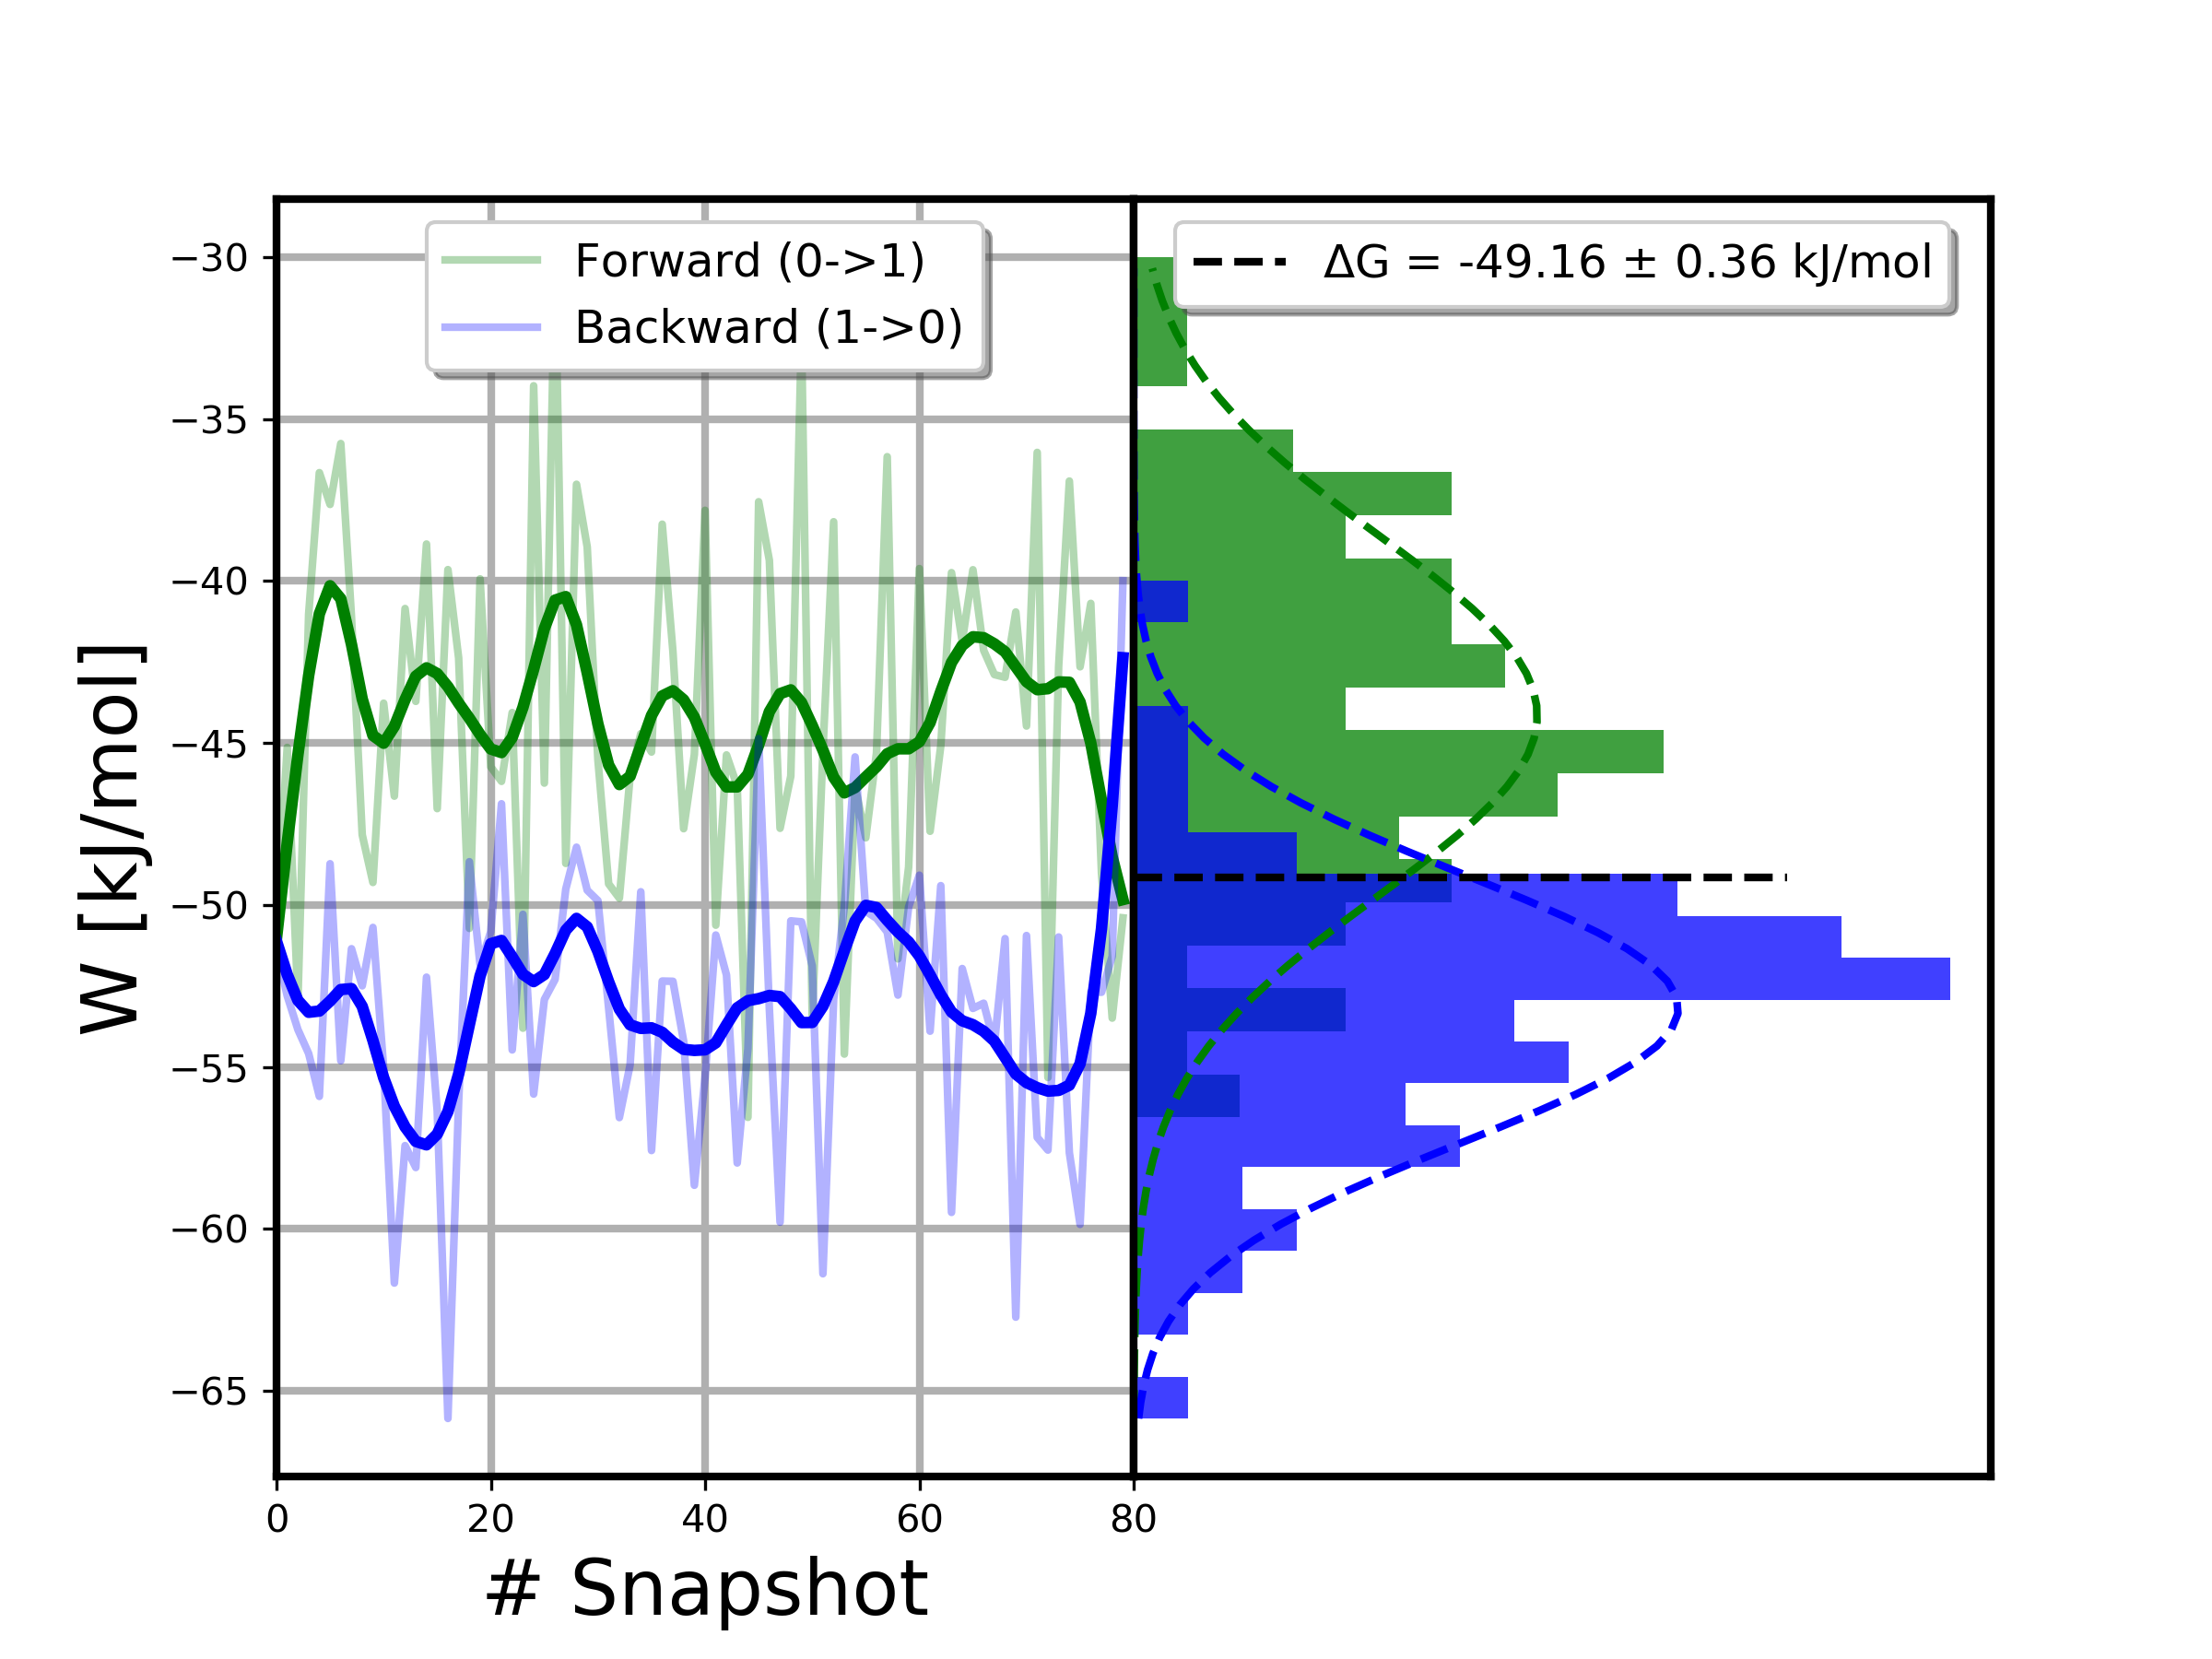 Forward (0->1)
Backward (1->0)
ΔG = -49.16 ± 0.36 kJ/mol
W [kJ/mol]
−30
−35
−40
−45
−50
−55
−60
−65
0 20 40 60 80
# Snapshot